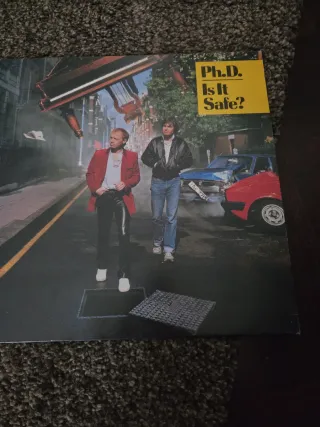 Ph.D.
Is It
Safe?